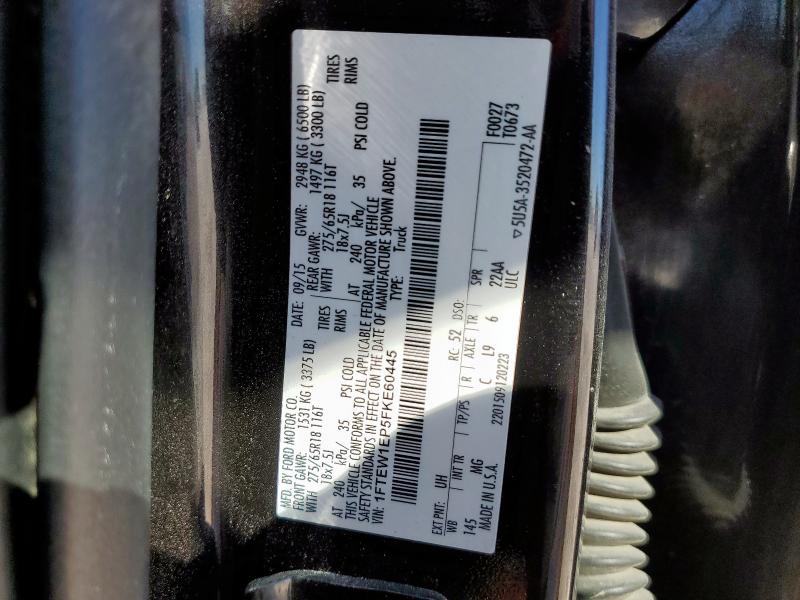 MFD. BY FORD MOTOR CO. DATE: 09/15 GVWR: 2948 KG ( 6500 LB)
FRONT GAWR: 1531 KG ( 3375 LB) REAR GAWR: 1497 KG ( 3300 LB)
WITH 275/65R18 116T TIRES WITH 275/65R18 116T TIRES
18x7.5J RIMS 18x7.5J RIMS
AT 240 kPa/ 35 PSI COLD AT 240 kPa/ 35 PSI COLD
THIS VEHICLE CONFORMS TO ALL APPLICABLE FEDERAL MOTOR VEHICLE
SAFETY STANDARDS IN EFFECT ON THE DATE OF MANUFACTURE SHOWN ABOVE.
VIN: 1FTEW1EP5FKE60445 TYPE: Truck
F0027
EXT PNT: UH RC: 52 DSO: T0673
WB INT TR TP/PS R AXLE TR SPR
145 MG C L9 6 22AA
MADE IN U.S.A. 2201509120223 ULC ▽5U5A-3520472-AA